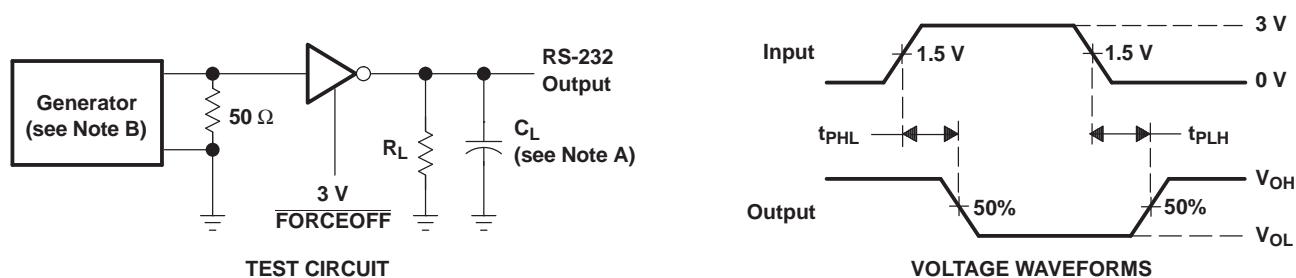 Generator
(see Note B)
50 Ω
3 V
FORCEOFF
R_L
C_L
(see Note A)
RS-232
Output
TEST CIRCUIT
Input
1.5 V
1.5 V
3 V
0 V
t_PHL
t_PLH
Output
50%
50%
V_OH
V_OL
VOLTAGE WAVEFORMS